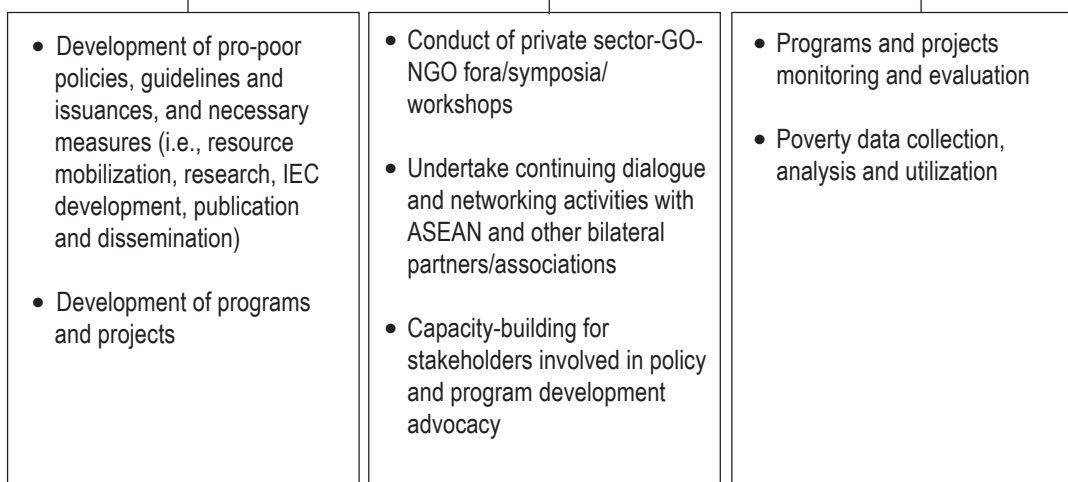 • Development of pro-poor
policies, guidelines and
issuances, and necessary
measures (i.e., resource
mobilization, research, IEC
development, publication
and dissemination)
• Development of programs
and projects
• Conduct of private sector-GO-
NGO fora/symposia/
workshops
• Undertake continuing dialogue
and networking activities with
ASEAN and other bilateral
partners/associations
• Capacity-building for
stakeholders involved in policy
and program development
advocacy
• Programs and projects
monitoring and evaluation
• Poverty data collection,
analysis and utilization